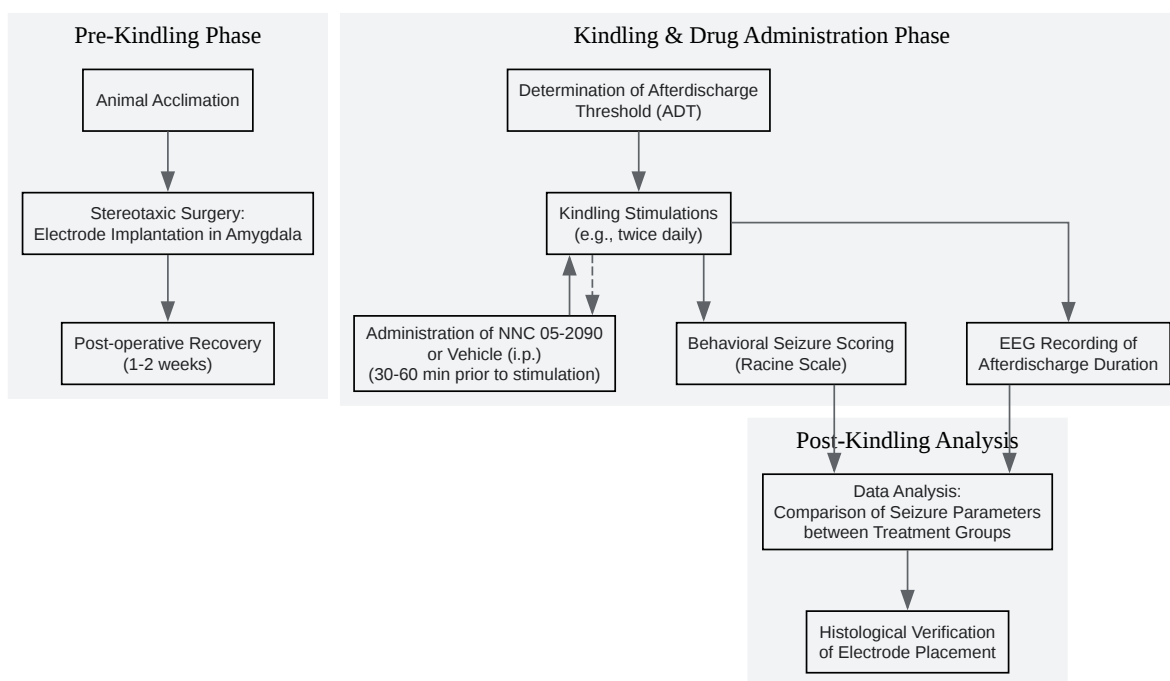 Pre-Kindling Phase
Animal Acclimation
Stereotaxic Surgery:
Electrode Implantation in Amygdala
Post-operative Recovery
(1-2 weeks)
Kindling & Drug Administration Phase
Determination of Afterdischarge
Threshold (ADT)
Kindling Stimulations
(e.g., twice daily)
Administration of NNC 05-2090
or Vehicle (i.p.)
(30-60 min prior to stimulation)
Behavioral Seizure Scoring
(Racine Scale)
EEG Recording of
Afterdischarge Duration
Post-Kindling Analysis
Data Analysis:
Comparison of Seizure Parameters
between Treatment Groups
Histological Verification
of Electrode Placement